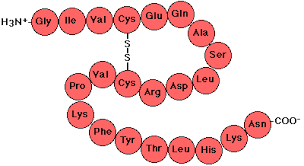 H₃N⁺ Gly Ile Val Cys Glu Gln
Ala
Ser
S
S
Leu
Asp
Arg
Cys
Val
Pro
Lys
Phe Tyr Thr Leu His Lys Asn COO⁻